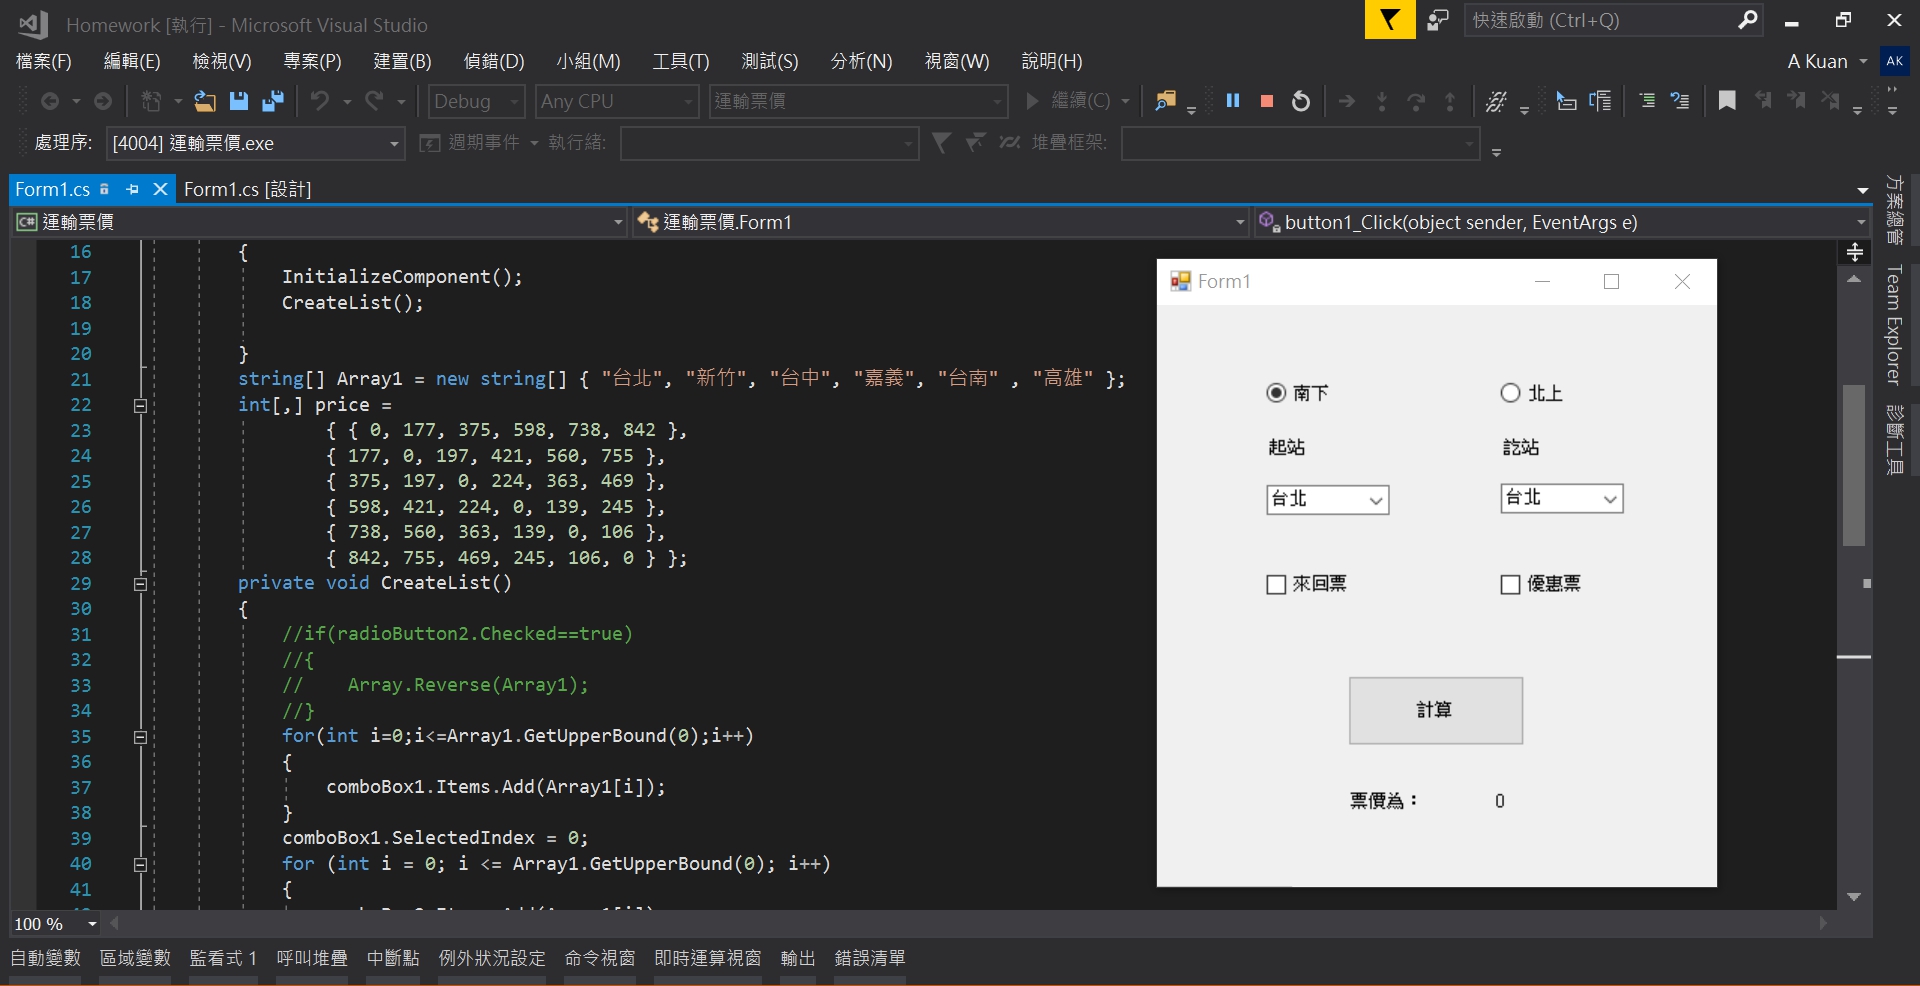 Homework [執行] - Microsoft Visual Studio
快速啟動 (Ctrl+Q)
檔案(F) 編輯(E) 檢視(V) 專案(P) 建置(B) 偵錯(D) 小組(M) 工具(T) 測試(S) 分析(N) 視窗(W) 說明(H)
A Kuan AK
Debug Any CPU 運輸票價 繼續(C)
處理序: [4004] 運輸票價.exe 週期事件 執行緒: 堆疊框架:
Form1.cs Form1.cs [設計]
C# 運輸票價 運輸票價.Form1 button1_Click(object sender, EventArgs e)
16 {
17 InitializeComponent();
18 CreateList();
19
20 }
21 string[] Array1 = new string[] { "台北", "新竹", "台中", "嘉義", "台南" , "高雄" };
22 int[,] price =
23 { { 0, 177, 375, 598, 738, 842 },
24 { 177, 0, 197, 421, 560, 755 },
25 { 375, 197, 0, 224, 363, 469 },
26 { 598, 421, 224, 0, 139, 245 },
27 { 738, 560, 363, 139, 0, 106 },
28 { 842, 755, 469, 245, 106, 0 } };
29 private void CreateList()
30 {
31 //if(radioButton2.Checked==true)
32 //{
33 //    Array.Reverse(Array1);
34 //}
35 for(int i=0;i<=Array1.GetUpperBound(0);i++)
36 {
37 comboBox1.Items.Add(Array1[i]);
38 }
39 comboBox1.SelectedIndex = 0;
40 for (int i = 0; i <= Array1.GetUpperBound(0); i++)
41 {
Form1
南下 北上
起站 訖站
台北 台北
來回票 優惠票
計算
票價為： 0
方案總管
Team Explorer
診斷工具
100 %
自動變數 區域變數 監看式 1 呼叫堆疊 中斷點 例外狀況設定 命令視窗 即時運算視窗 輸出 錯誤清單